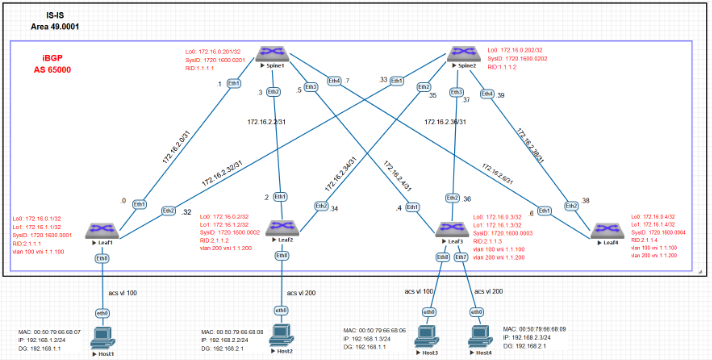 IS-IS
Area 49.0001
iBGP
AS 65000
Lo0: 172.16.0.201/32
SysID: 1720.1600.0201
RID:1.1.1.1
Spine1
Lo0: 172.16.0.202/32
SysID: 1720.1600.0202
RID:1.1.1.2
Spine2
Eth1
.1
Eth2
.3
Eth3
.5
Eth4
.7
.33
Eth1
Eth2
.35
Eth3
.37
Eth4
.39
172.16.2.0/31
172.16.2.32/31
172.16.2.2/31
172.16.2.34/31
172.16.2.4/31
172.16.2.36/31
172.16.2.6/31
172.16.2.38/31
.0
Eth1
Eth2
.32
.2
Eth1
Eth2
.34
.4
Eth1
Eth2
.36
.6
Eth1
Eth2
.38
Lo0: 172.16.0.1/32
Lo1: 172.16.1.1/32
SysID: 1720.1600.0001
RID:2.1.1.1
vlan 100 vni 1.1.100
Leaf1
Lo0: 172.16.0.2/32
Lo1: 172.16.1.2/32
SysID: 1720.1600.0002
RID:2.1.1.2
vlan 200 vni 1.1.200
Leaf2
Lo0: 172.16.0.3/32
Lo1: 172.16.1.3/32
SysID: 1720.1600.0003
RID:2.1.1.3
vlan 100 vni 1.1.100
vlan 200 vni 1.1.200
Leaf3
Lo0: 172.16.0.4/32
Lo1: 172.16.1.4/32
SysID: 1720.1600.0004
RID:2.1.1.4
vlan 100 vni 1.1.100
vlan 200 vni 1.1.200
Leaf4
Eth8
Eth8
Eth8
Eth7
acs vl 100
acs vl 200
acs vl 100
acs vl 200
eth0
eth0
eth0
eth0
MAC: 00:50:79:66:68:07
IP: 192.168.1.2/24
DG: 192.168.1.1
Host1
MAC: 00:50:79:66:68:08
IP: 192.168.2.2/24
DG: 192.168.2.1
Host2
MAC: 00:50:79:66:68:06
IP: 192.168.1.3/24
DG: 192.168.1.1
Host3
MAC: 00:50:79:66:68:09
IP: 192.168.2.3/24
DG: 192.168.2.1
Host4